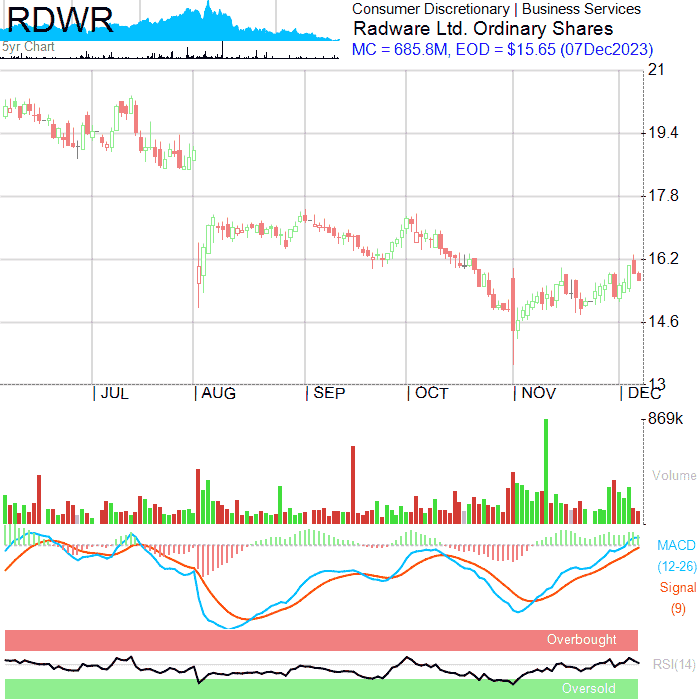 RDWR
5yr Chart
Consumer Discretionary | Business Services
Radware Ltd. Ordinary Shares
MC = 685.8M, EOD = $15.65 (07Dec2023)
21
19.4
17.8
16.2
14.6
13
JUL AUG SEP OCT NOV DEC
869k
Volume
MACD
(12-26)
Signal
(9)
Overbought
RSI(14)
Oversold